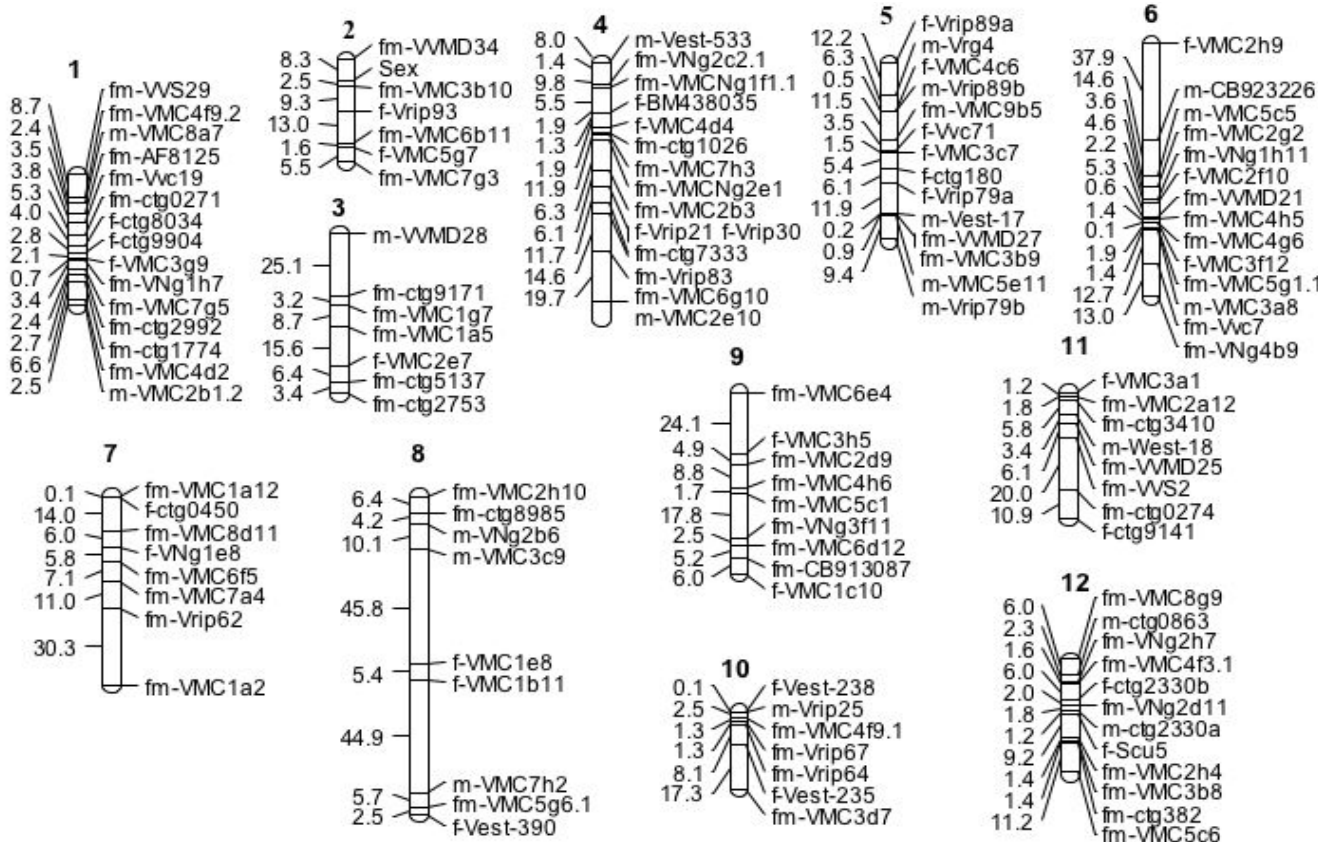 1
8.7
2.4
3.5
3.8
5.3
4.0
2.8
2.1
0.7
3.4
2.4
2.7
6.6
2.5
fm-VVS29
fm-VMC4f9.2
m-VMC8a7
fm-AF8125
fm-Vvc19
fm-ctg0271
f-ctg8034
f-ctg9904
f-VMC3g9
fm-VNg1h7
fm-VMC7g5
fm-ctg2992
fm-ctg1774
fm-VMC4d2
m-VMC2b1.2
2
8.3
2.5
9.3
13.0
1.6
5.5
fm-VVMD34
Sex
fm-VMC3b10
f-Vrip93
fm-VMC6b11
f-VMC5g7
fm-VMC7g3
3
25.1
3.2
8.7
15.6
6.4
3.4
m-VVMD28
fm-ctg9171
fm-VMC1g7
fm-VMC1a5
f-VMC2e7
fm-ctg5137
fm-ctg2753
4
8.0
1.4
9.8
5.5
1.9
1.3
1.9
11.9
6.3
6.1
11.7
14.6
19.7
m-Vest-533
fm-VNg2c2.1
fm-VMCNg1f1.1
f-BM438035
f-VMC4d4
fm-ctg1026
fm-VMC7h3
fm-VMCNg2e1
fm-VMC2b3
f-Vrip21 f-Vrip30
fm-ctg7333
fm-Vrip83
fm-VMC6g10
m-VMC2e10
5
12.2
6.3
0.5
11.5
3.5
1.5
5.4
6.1
11.9
0.2
0.9
9.4
f-Vrip89a
m-Vrg4
f-VMC4c6
m-Vrip89b
fm-VMC9b5
f-Vvc71
f-VMC3c7
f-ctg180
f-Vrip79a
m-Vest-17
fm-VVMD27
fm-VMC3b9
m-VMC5e11
m-Vrip79b
6
37.9
14.6
3.6
4.6
2.2
5.3
0.6
1.4
0.1
1.9
1.4
12.7
13.0
f-VMC2h9
m-CB923226
m-VMC5c5
fm-VMC2g2
fm-VNg1h11
f-VMC2f10
fm-VVMD21
fm-VMC4h5
fm-VMC4g6
f-VMC3f12
fm-VMC5g1.1
m-VMC3a8
fm-Vvc7
fm-VNg4b9
7
0.1
14.0
6.0
5.8
7.1
11.0
30.3
fm-VMC1a12
f-ctg0450
fm-VMC8d11
f-VNg1e8
fm-VMC6f5
fm-VMC7a4
fm-Vrip62
fm-VMC1a2
8
6.4
4.2
10.1
45.8
5.4
44.9
5.7
2.5
fm-VMC2h10
fm-ctg8985
m-VNg2b6
m-VMC3c9
f-VMC1e8
f-VMC1b11
m-VMC7h2
fm-VMC5g6.1
f-Vest-390
9
24.1
4.9
8.8
1.7
17.8
2.5
5.2
6.0
fm-VMC6e4
f-VMC3h5
fm-VMC2d9
fm-VMC4h6
fm-VMC5c1
fm-VNg3f11
fm-VMC6d12
fm-CB913087
f-VMC1c10
10
0.1
2.5
1.3
1.3
8.1
17.3
f-Vest-238
m-Vrip25
fm-VMC4f9.1
fm-Vrip67
fm-Vrip64
f-Vest-235
fm-VMC3d7
11
1.2
1.8
5.8
3.4
6.1
20.0
10.9
f-VMC3a1
fm-VMC2a12
fm-ctg3410
m-West-18
fm-VVMD25
fm-VVS2
fm-ctg0274
f-ctg9141
12
6.0
2.3
1.6
6.0
2.0
1.8
1.2
9.2
1.4
1.4
11.2
fm-VMC8g9
m-ctg0863
fm-VNg2h7
fm-VMC4f3.1
f-ctg2330b
fm-VNg2d11
m-ctg2330a
f-Scu5
fm-VMC2h4
fm-VMC3b8
fm-ctg382
fm-VMC5c6